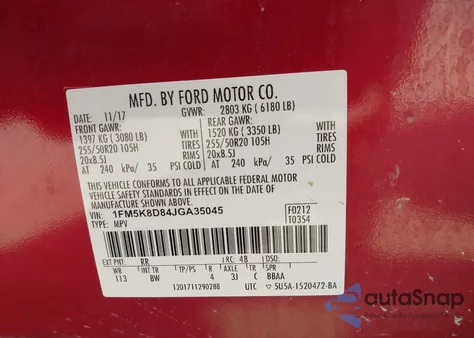 MFD. BY FORD MOTOR CO.
DATE: 11/17 GVWR: 2803 KG ( 6180 LB)
FRONT GAWR: REAR GAWR:
1397 KG ( 3080 LB) WITH 1520 KG ( 3350 LB) WITH
255/50R20 105H TIRES 255/50R20 105H TIRES
20x8.5J RIMS 20x8.5J RIMS
AT 240 kPa/ 35 PSI COLD AT 240 kPa/ 35 PSI COLD
THIS VEHICLE CONFORMS TO ALL APPLICABLE FEDERAL MOTOR
VEHICLE SAFETY STANDARDS IN EFFECT ON THE DATE OF
MANUFACTURE SHOWN ABOVE.
VIN: 1FM5K8D84JGA35045 F0212
TYPE: MPV T0354
EXT PNT: RR RC: 48 DSO:
WB INT TR TP/PS R AXLE TR SPR
113 BW 4 3J C BBAA
1201711290288 UTC ▽ 5U5A-1520472-BA
autoSnap